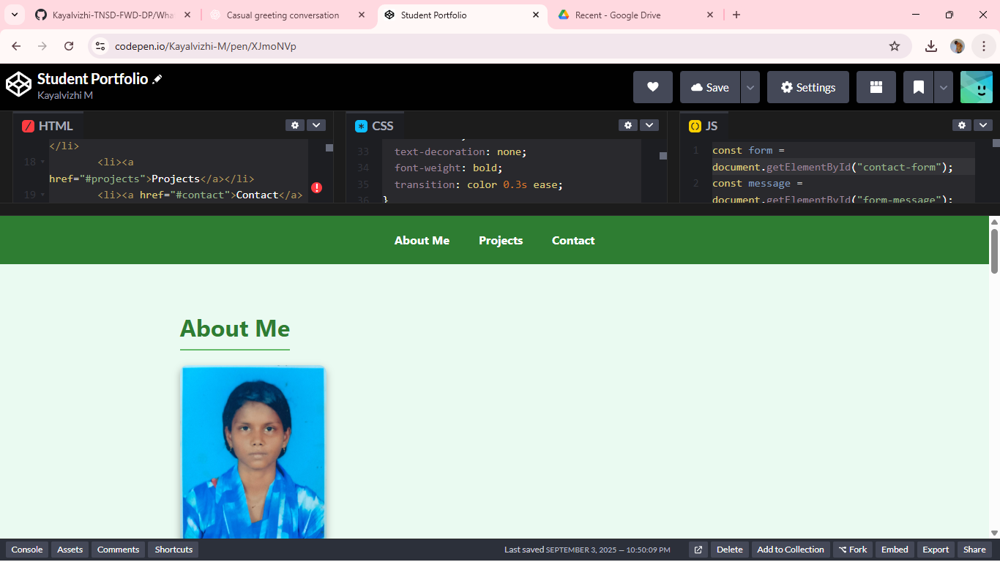 Kayalvizhi-TNSD-FWD-DP/Wha
Casual greeting conversation
Student Portfolio
Recent - Google Drive
codepen.io/Kayalvizhi-M/pen/XJmoNVp
Student Portfolio
Kayalvizhi M
Save
Settings
HTML
</li>
18 <li><a
href="#projects">Projects</a></li>
19 <li><a href="#contact">Contact</a>
CSS
33 text-decoration: none;
34 font-weight: bold;
35 transition: color 0.3s ease;
36 }
JS
1 const form =
document.getElementById("contact-form");
2 const message =
document.getElementById("form-message");
About Me Projects Contact
About Me
Console Assets Comments Shortcuts Last saved SEPTEMBER 3, 2025 — 10:50:09 PM Delete Add to Collection Fork Embed Export Share